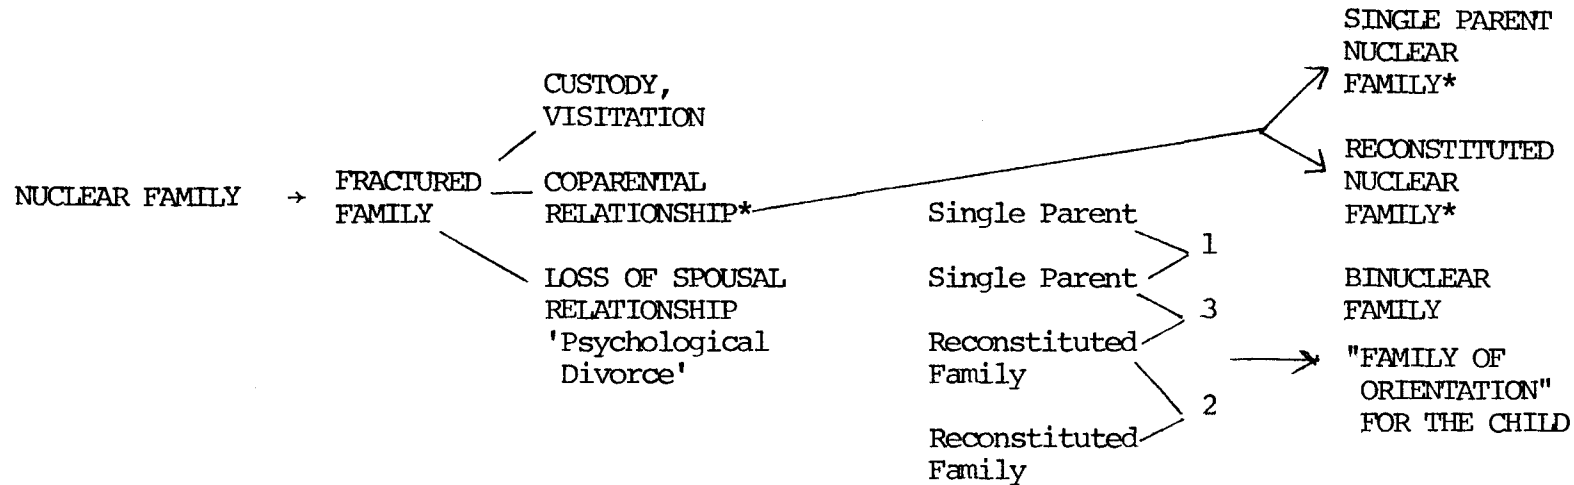 NUCLEAR FAMILY
FRACTURED
FAMILY
CUSTODY,
VISITATION
COPARENTAL
RELATIONSHIP*
LOSS OF SPOUSAL
RELATIONSHIP
'Psychological
Divorce'
Single Parent
Single Parent
Reconstituted
Family
Reconstituted
Family
1
3
2
SINGLE PARENT
NUCLEAR
FAMILY*
RECONSTITUTED
NUCLEAR
FAMILY*
BINUCLEAR
FAMILY
"FAMILY OF
ORIENTATION"
FOR THE CHILD